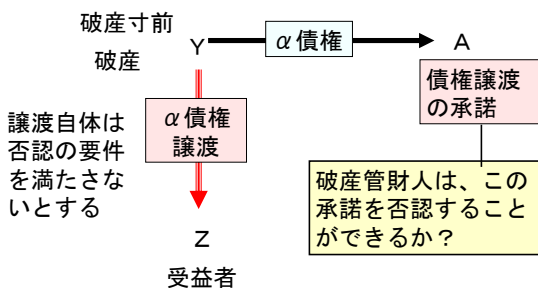 破産寸前
破産
Y
α債権
A
債権譲渡
の承諾
譲渡自体は
否認の要件
を満たさな
いとする
α債権
譲渡
破産管財人は、この
承諾を否認すること
ができるか？
Z
受益者